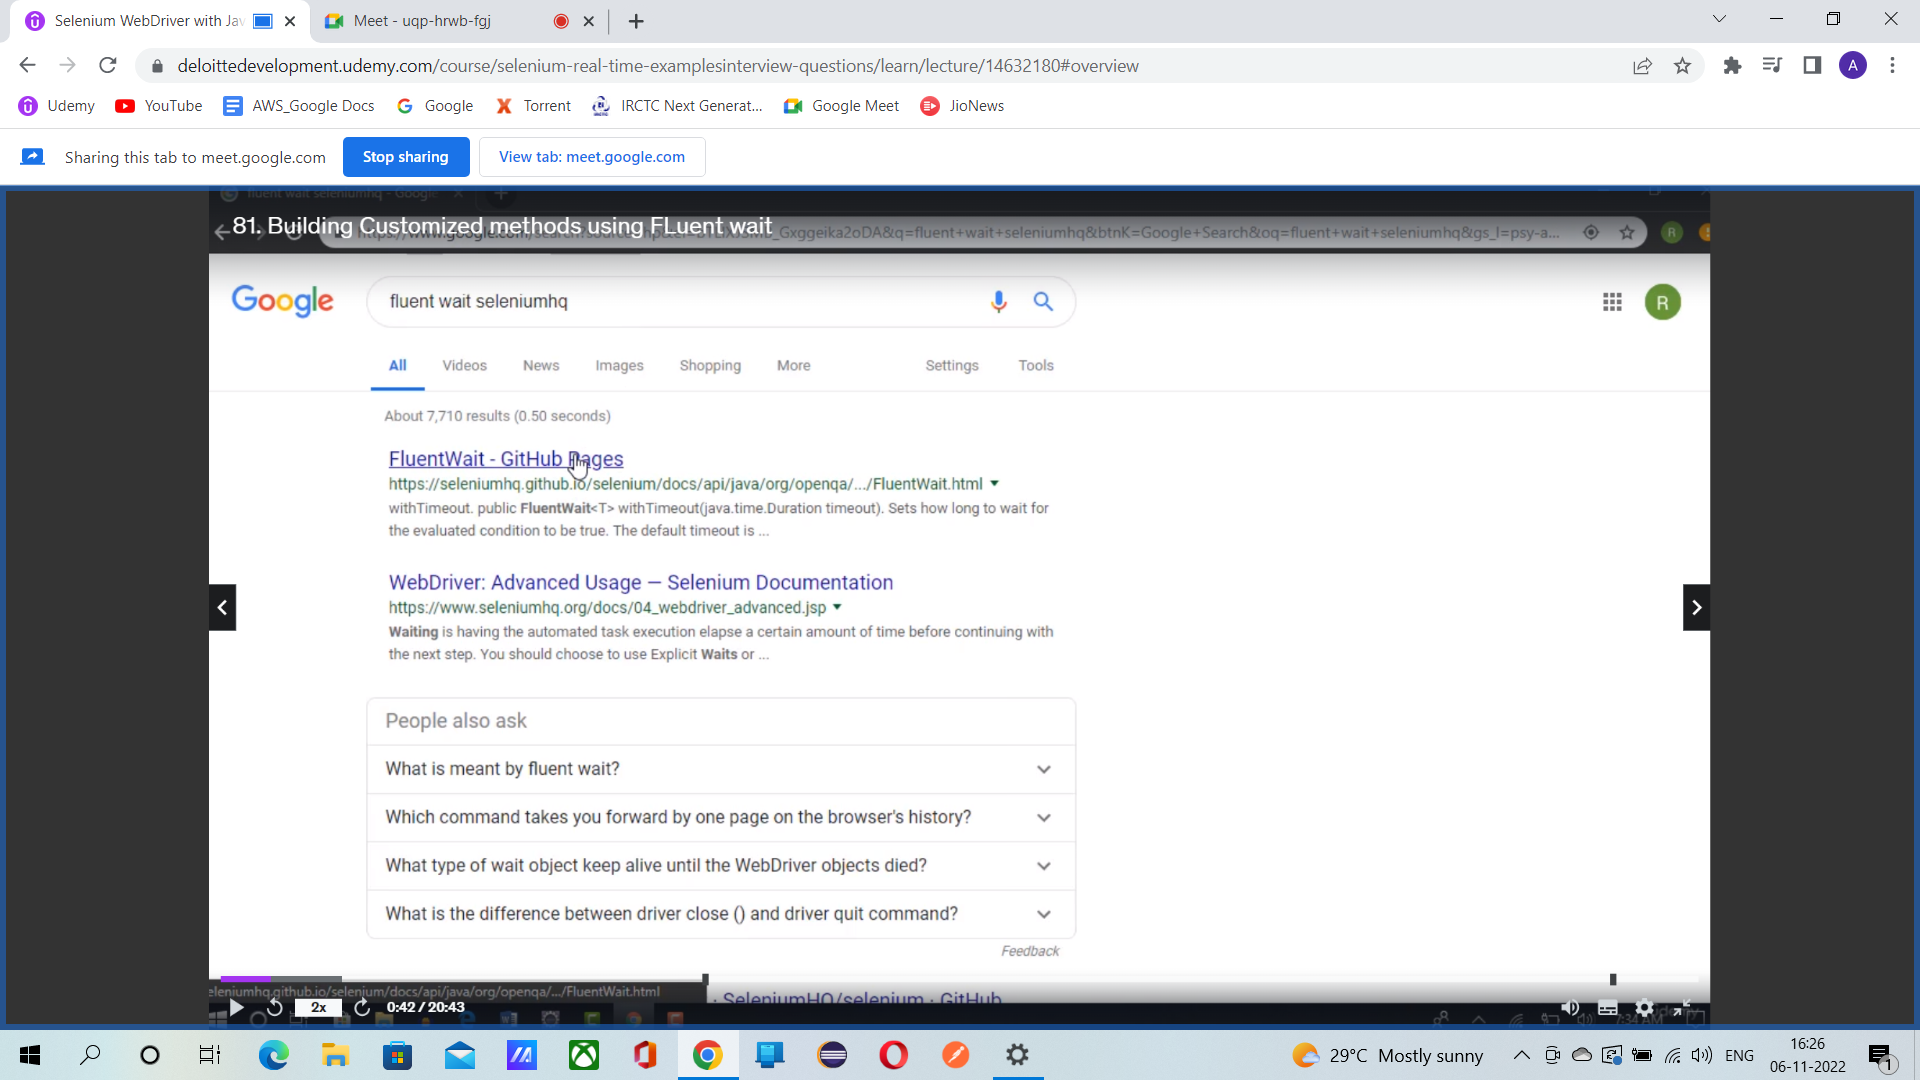 Selenium WebDriver with Jav
Meet - uqp-hrwb-fgj
deloittedevelopment.udemy.com/course/selenium-real-time-examplesinterview-questions/learn/lecture/14632180#overview
A
Udemy YouTube AWS_Google Docs Google Torrent IRCTC Next Generat... Google Meet JioNews
Sharing this tab to meet.google.com Stop sharing View tab: meet.google.com
fluent wait seleniumhq - Google
81. Building Customized methods using FLuent wait
Gxggeika2oDA&q=fluent+wait+seleniumhq&btnK=Google+Search&oq=fluent+wait+seleniumhq&gs_l=psy-a...
R
Google fluent wait seleniumhq R
All Videos News Images Shopping More Settings Tools
About 7,710 results (0.50 seconds)
FluentWait - GitHub Pages
https://seleniumhq.github.io/selenium/docs/api/java/org/openqa/.../FluentWait.html
withTimeout. public FluentWait<T> withTimeout(java.time.Duration timeout). Sets how long to wait for
the evaluated condition to be true. The default timeout is ...
WebDriver: Advanced Usage — Selenium Documentation
https://www.seleniumhq.org/docs/04_webdriver_advanced.jsp
Waiting is having the automated task execution elapse a certain amount of time before continuing with
the next step. You should choose to use Explicit Waits or ...
People also ask
What is meant by fluent wait?
Which command takes you forward by one page on the browser's history?
What type of wait object keep alive until the WebDriver objects died?
What is the difference between driver close () and driver quit command?
Feedback
eleniumhq.github.io/selenium/docs/api/java/org/openqa/.../FluentWait.html
· SeleniumHQ/selenium · GitHub
2x 0:42 / 20:43
7:34 AM
29°C Mostly sunny ENG 16:26
06-11-2022
1